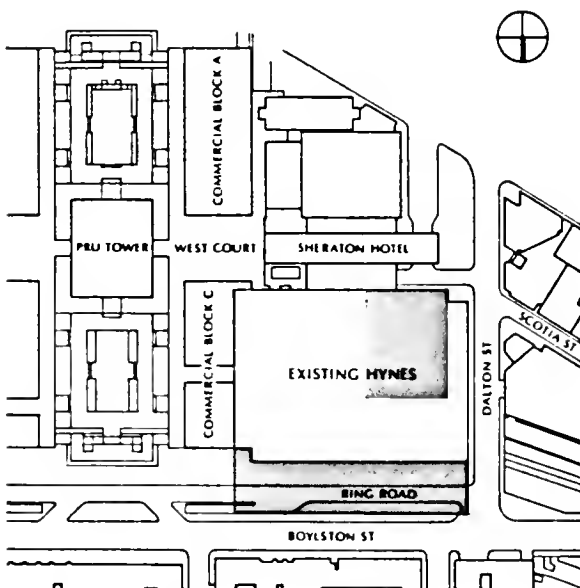 COMMERCIAL BLOCK A
PRU TOWER
WEST COURT
SHERATON HOTEL
SCOTIA ST
COMMERCIAL BLOCK C
EXISTING HYNES
DALTON ST
RING ROAD
BOYLSTON ST